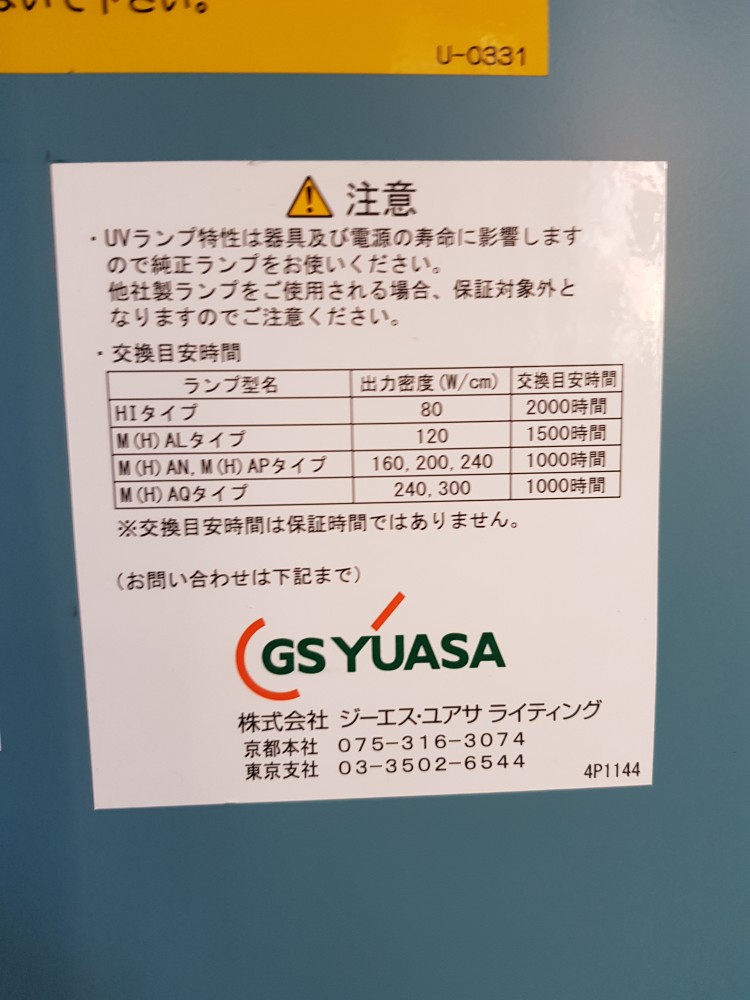 ないで下さい。
U-0331
注意
・UVランプ特性は器具及び電源の寿命に影響します
ので純正ランプをお使いください。
他社製ランプをご使用される場合、保証対象外と
なりますのでご注意ください。
・交換目安時間
ランプ型名 出力密度(W/cm) 交換目安時間
HIタイプ 80 2000時間
M(H)ALタイプ 120 1500時間
M(H)AN,M(H)APタイプ 160,200,240 1000時間
M(H)AQタイプ 240,300 1000時間
※交換目安時間は保証時間ではありません。
(お問い合わせは下記まで)
GS YUASA
株式会社 ジーエス・ユアサ ライティング
京都本社 075-316-3074
東京支社 03-3502-6544
4P1144